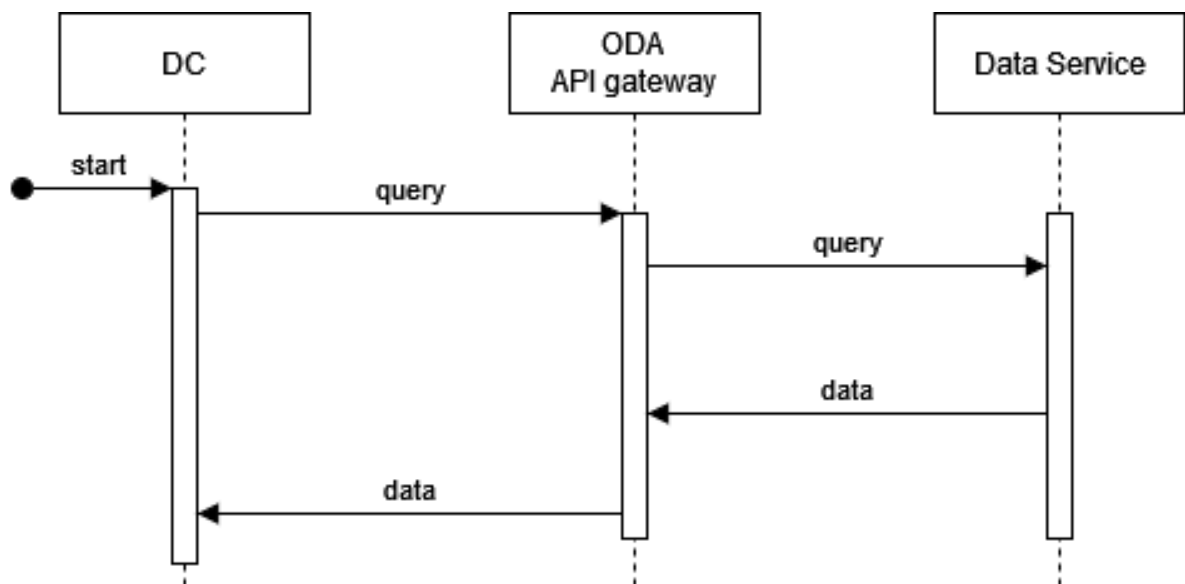 DC
ODA
API gateway
Data Service
start
query
query
data
data